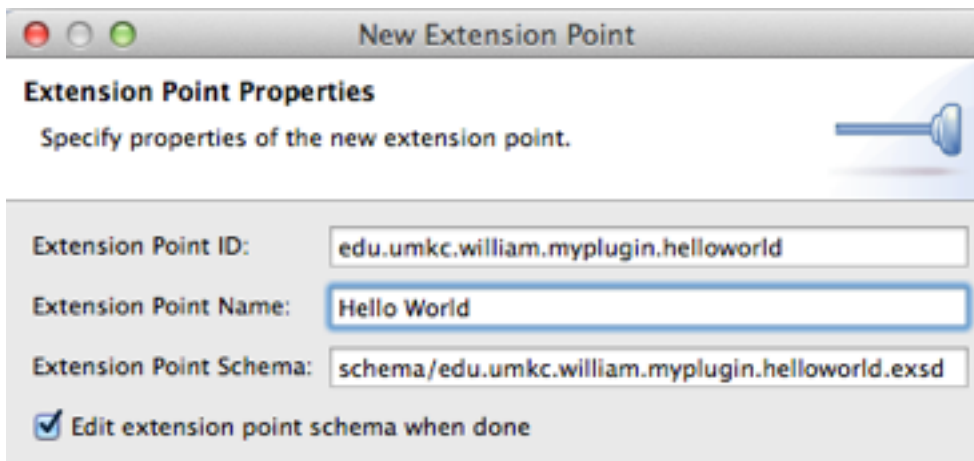 New Extension Point
Extension Point Properties
Specify properties of the new extension point.
Extension Point ID: edu.umkc.william.myplugin.helloworld
Extension Point Name: Hello World
Extension Point Schema: schema/edu.umkc.william.myplugin.helloworld.exsd
Edit extension point schema when done